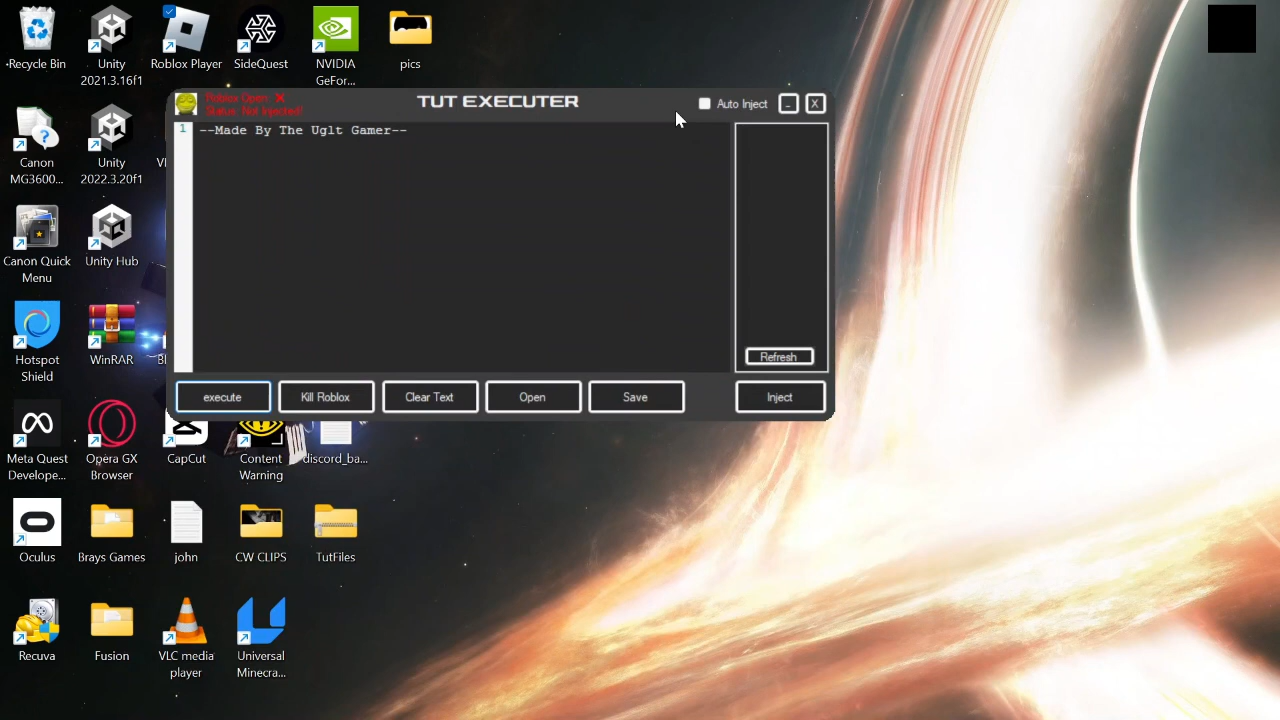 Recycle Bin
Unity
2021.3.16f1
Roblox Player
SideQuest
NVIDIA
GeFor...
pics
Roblox Open: X
Status: Not Injected!
TUT EXECUTER
Auto Inject
_
X
1
--Made By The Uglt Gamer--
Canon
MG3600...
Unity
2022.3.20f1
Canon Quick
Menu
Unity Hub
Hotspot
Shield
WinRAR
Refresh
execute
Kill Roblox
Clear Text
Open
Save
Inject
Meta Quest
Develope...
Opera GX
Browser
CapCut
Content
Warning
discord_ba...
Oculus
Brays Games
john
CW CLIPS
TutFiles
Recuva
Fusion
VLC media
player
Universal
Minecra...